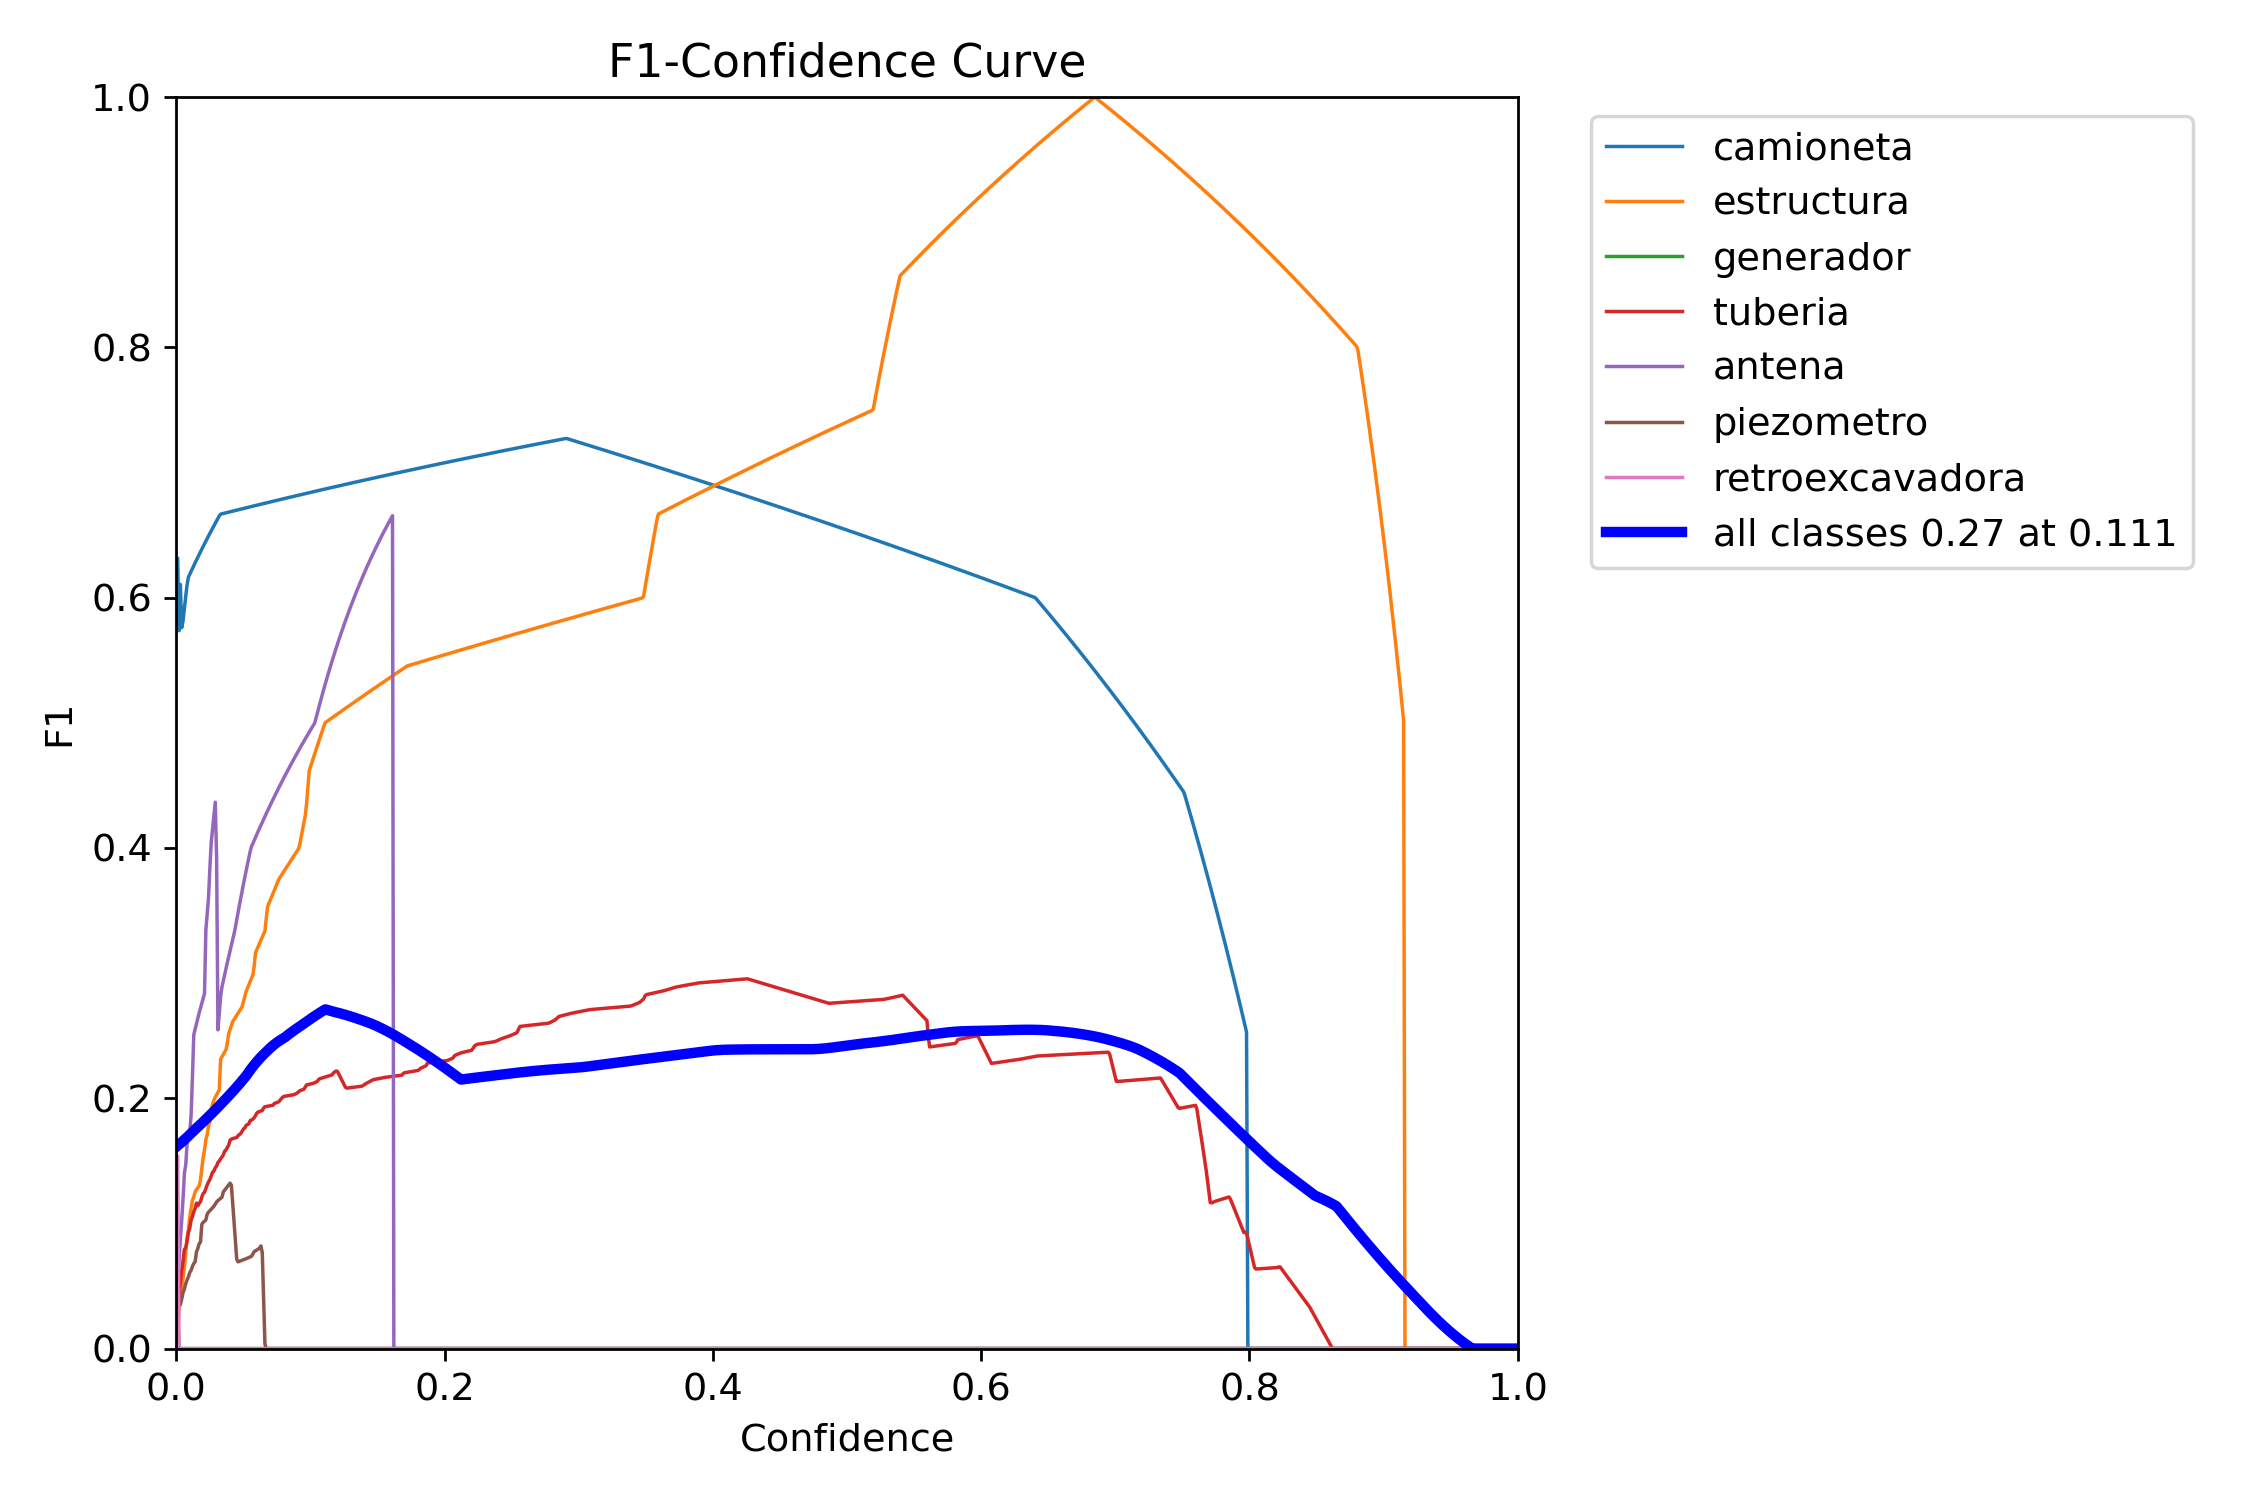 F1-Confidence Curve
1.0
0.8
0.6
0.4
0.2
0.0
F1
0.0 0.2 0.4 0.6 0.8 1.0
Confidence
camioneta
estructura
generador
tuberia
antena
piezometro
retroexcavadora
all classes 0.27 at 0.111